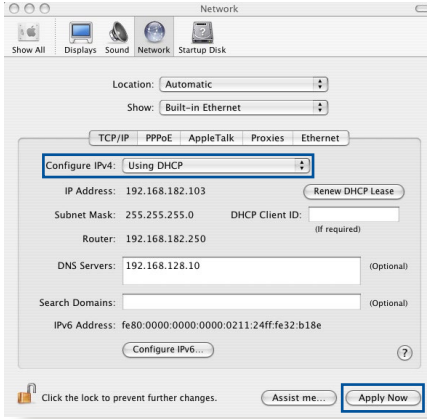 Network
Show All Displays Sound Network Startup Disk
Location: Automatic
Show: Built-in Ethernet
TCP/IP PPPoE AppleTalk Proxies Ethernet
Configure IPv4: Using DHCP
IP Address: 192.168.182.103 Renew DHCP Lease
Subnet Mask: 255.255.255.0 DHCP Client ID:
(If required)
Router: 192.168.182.250
DNS Servers: 192.168.128.10 (Optional)
Search Domains: (Optional)
IPv6 Address: fe80:0000:0000:0000:0211:24ff:fe32:b18e
Configure IPv6... ?
Click the lock to prevent further changes. Assist me... Apply Now